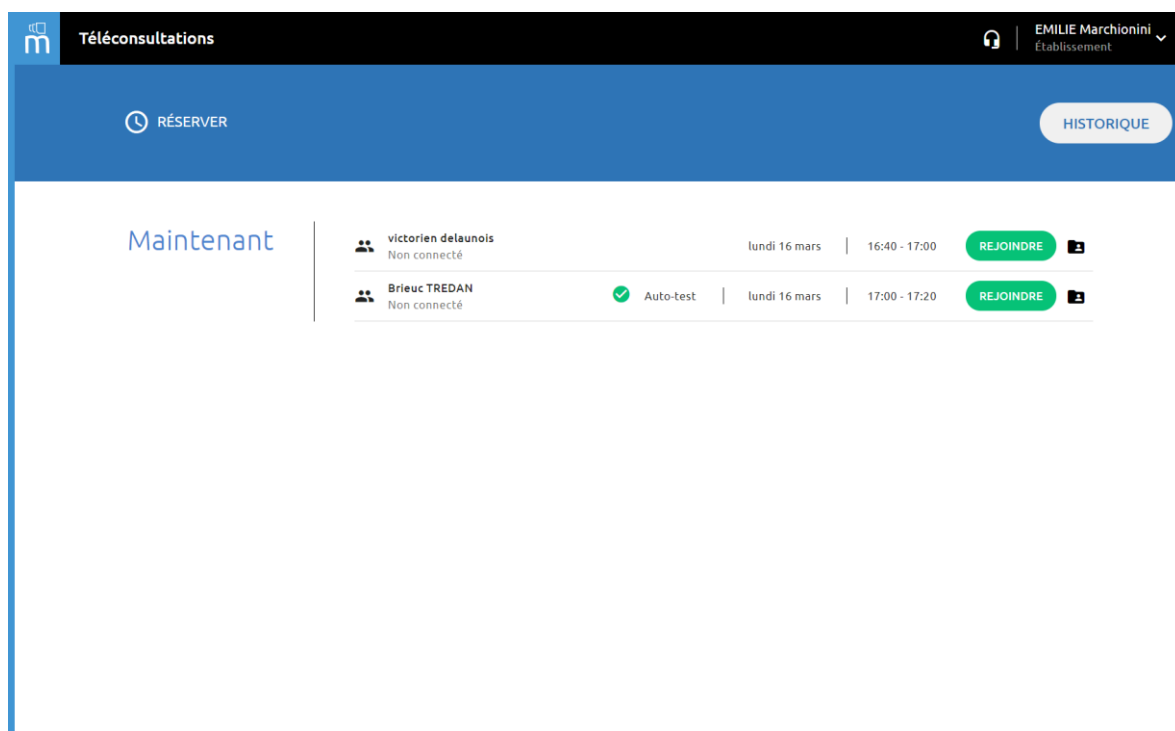 m
Téléconsultations
EMILIE Marchionini
Établissement
RÉSERVER
HISTORIQUE
Maintenant
victorien delaunois
Non connecté
lundi 16 mars
16:40 - 17:00
REJOINDRE
Brieuc TREDAN
Non connecté
Auto-test
lundi 16 mars
17:00 - 17:20
REJOINDRE